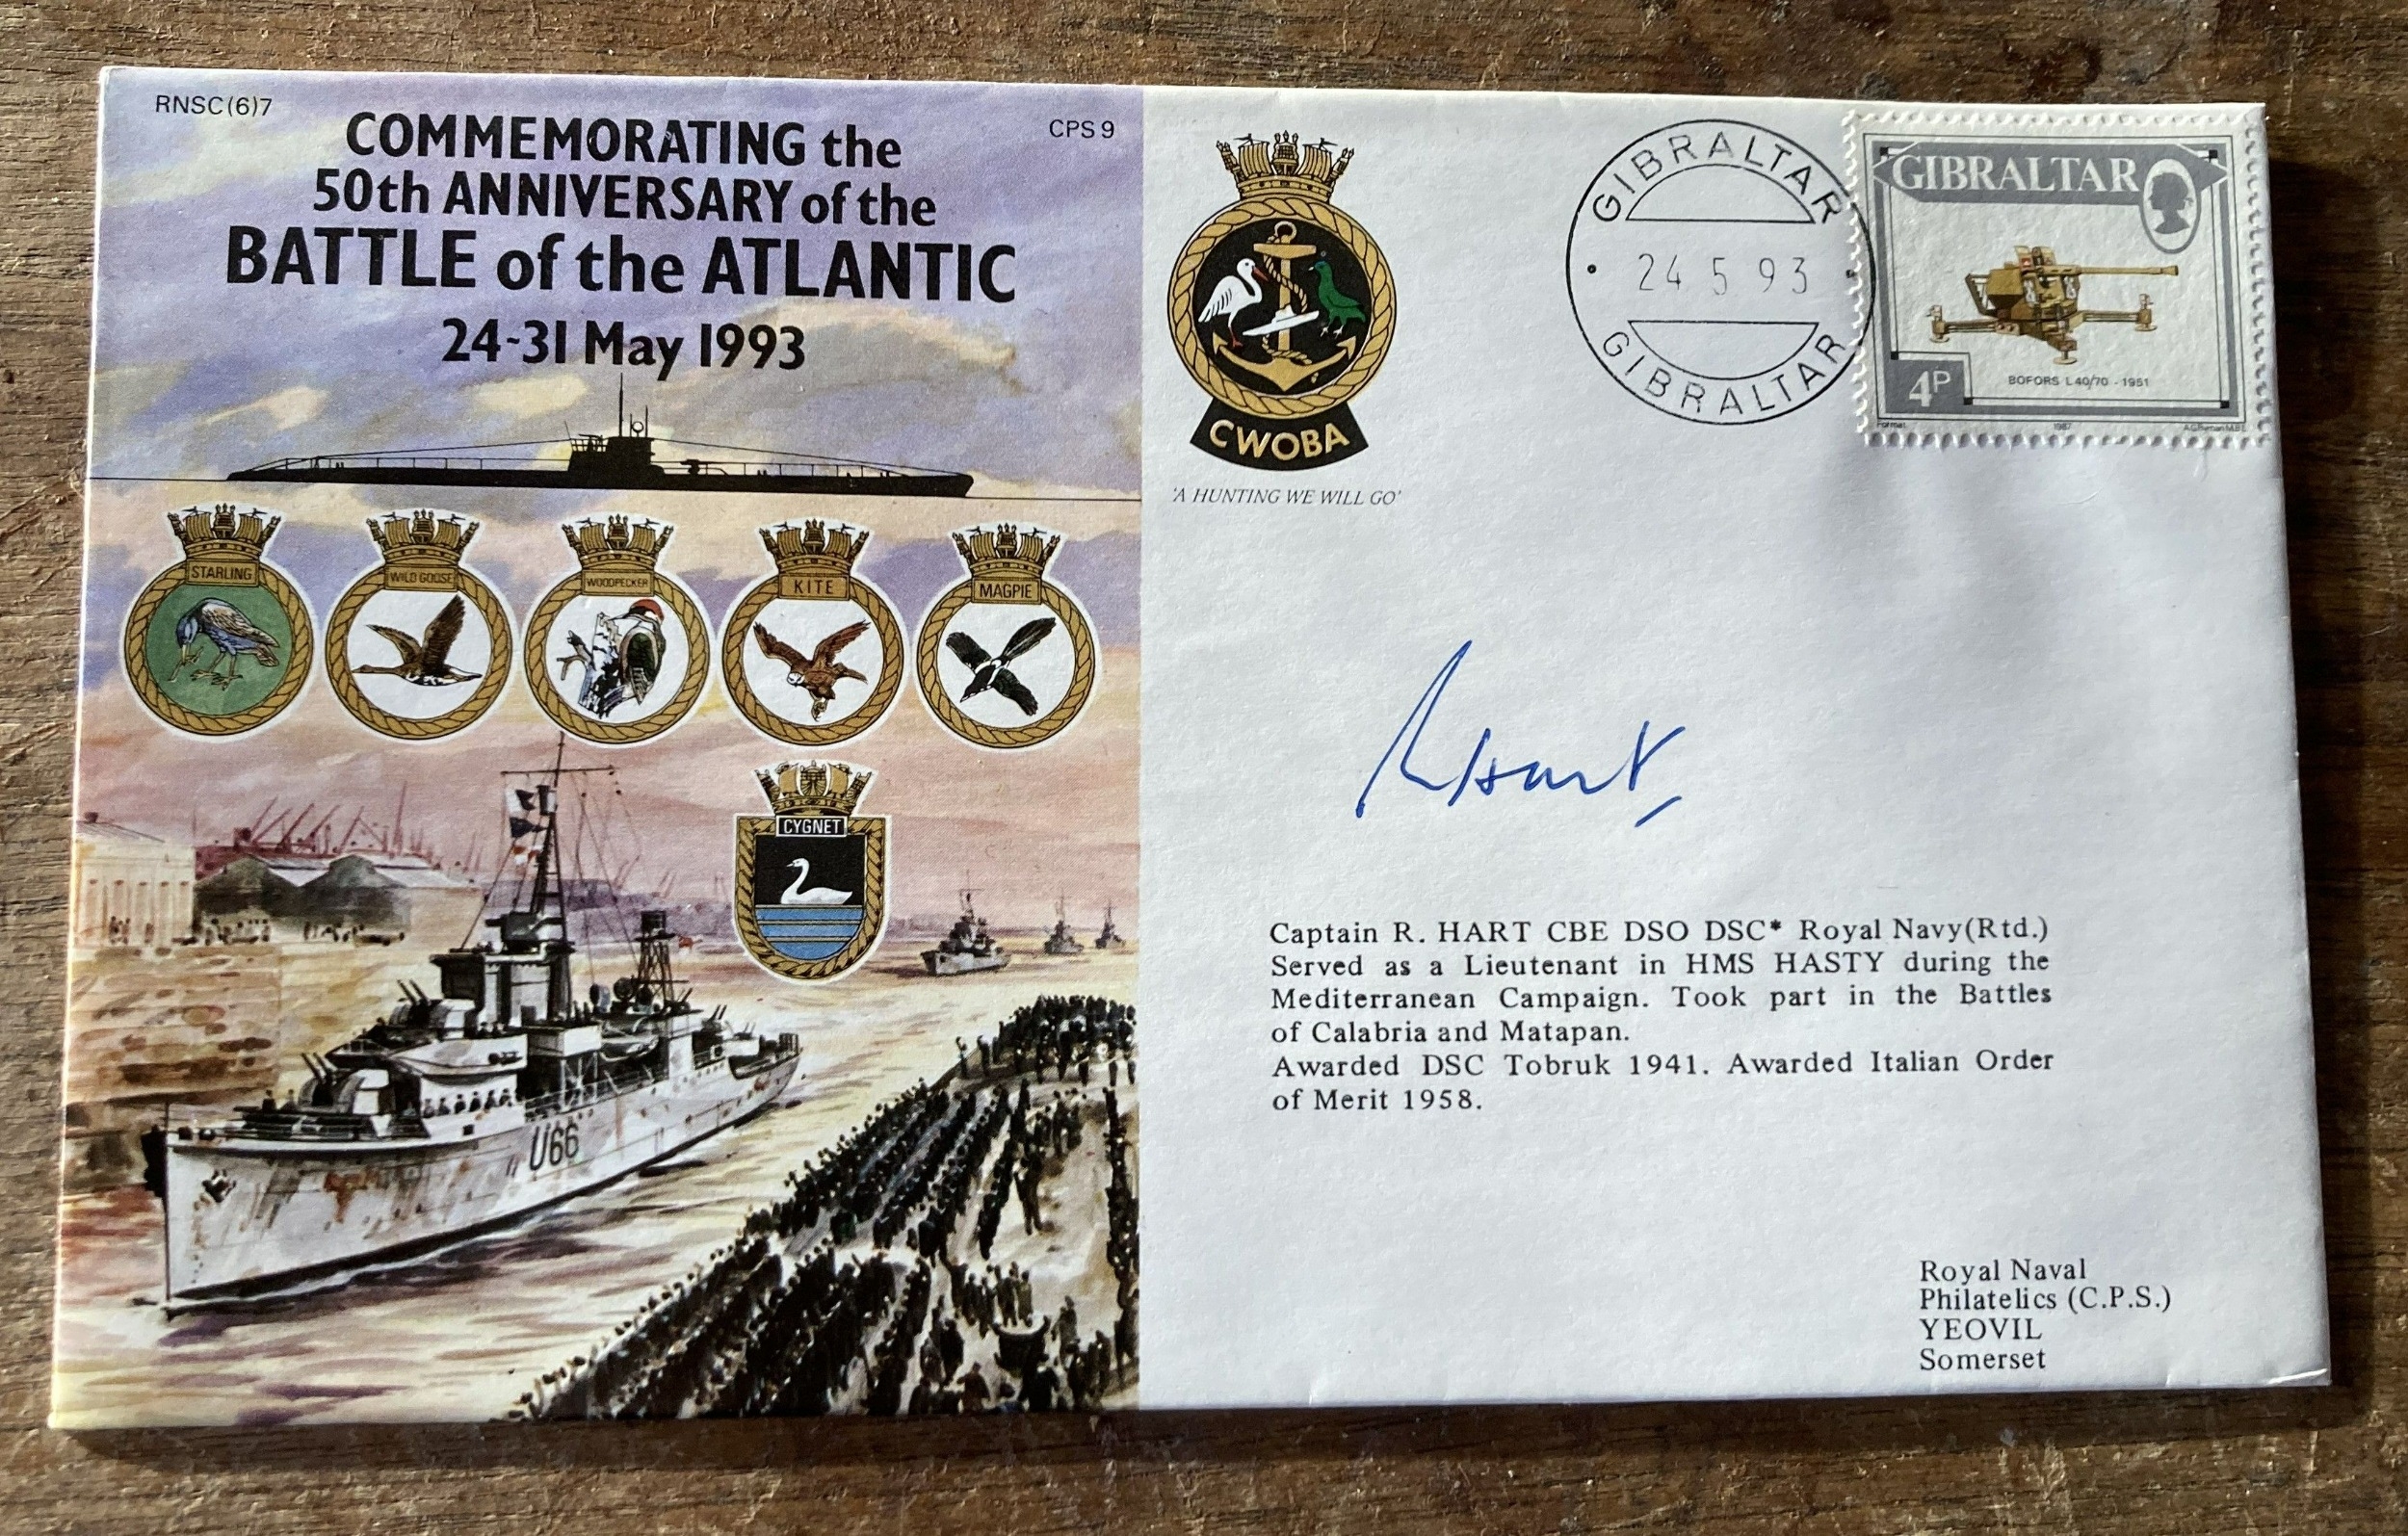 RNSC(6)7
CPS 9
COMMEMORATING the
50th ANNIVERSARY of the
BATTLE of the ATLANTIC
24-31 May 1993
STARLING
WILD GOOSE
WOODPECKER
KITE
MAGPIE
CYGNET
U66
CWOBA
'A HUNTING WE WILL GO'
GIBRALTAR
24 5 93
GIBRALTAR
GIBRALTAR
4P
BOFORS L40/70 - 1951
Format
1987
R Hart
Captain R. HART CBE DSO DSC* Royal Navy(Rtd.)
Served as a Lieutenant in HMS HASTY during the
Mediterranean Campaign. Took part in the Battles
of Calabria and Matapan.
Awarded DSC Tobruk 1941. Awarded Italian Order
of Merit 1958.
Royal Naval
Philatelics (C.P.S.)
YEOVIL
Somerset